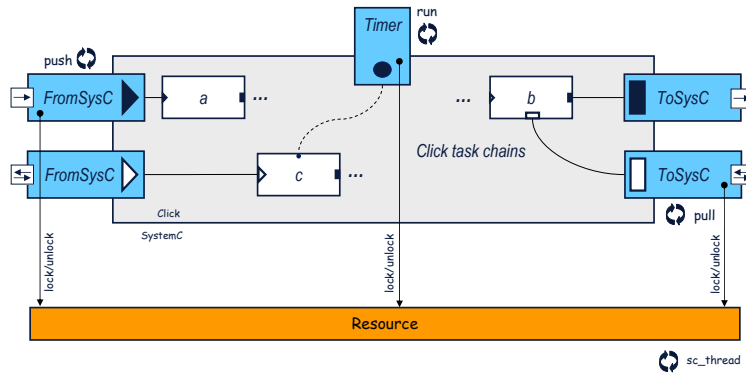 run
Timer
push
FromSysC
a
...
...
b
ToSysC
Click task chains
FromSysC
c
...
ToSysC
Click
SystemC
pull
lock/unlock
lock/unlock
lock/unlock
Resource
sc_thread